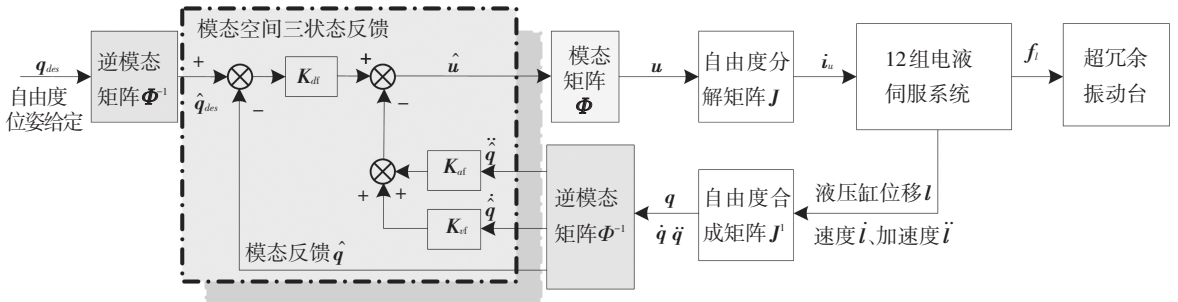 模态空间三状态反馈
q_des
自由度
位姿给定
逆模态
矩阵Φ⁻¹
+
q̂_des
−
K_df
+
−
û
模态
矩阵
Φ
u
自由度分
解矩阵J
i_u
12组电液
伺服系统
f_l
超冗余
振动台
+
+
K_af
q̂̈
K_vf
q̂̇
模态反馈q̂
逆模态
矩阵Φ⁻¹
q
q̇ q̈
自由度合
成矩阵J¹
液压缸位移l
速度l̇、加速度l̈